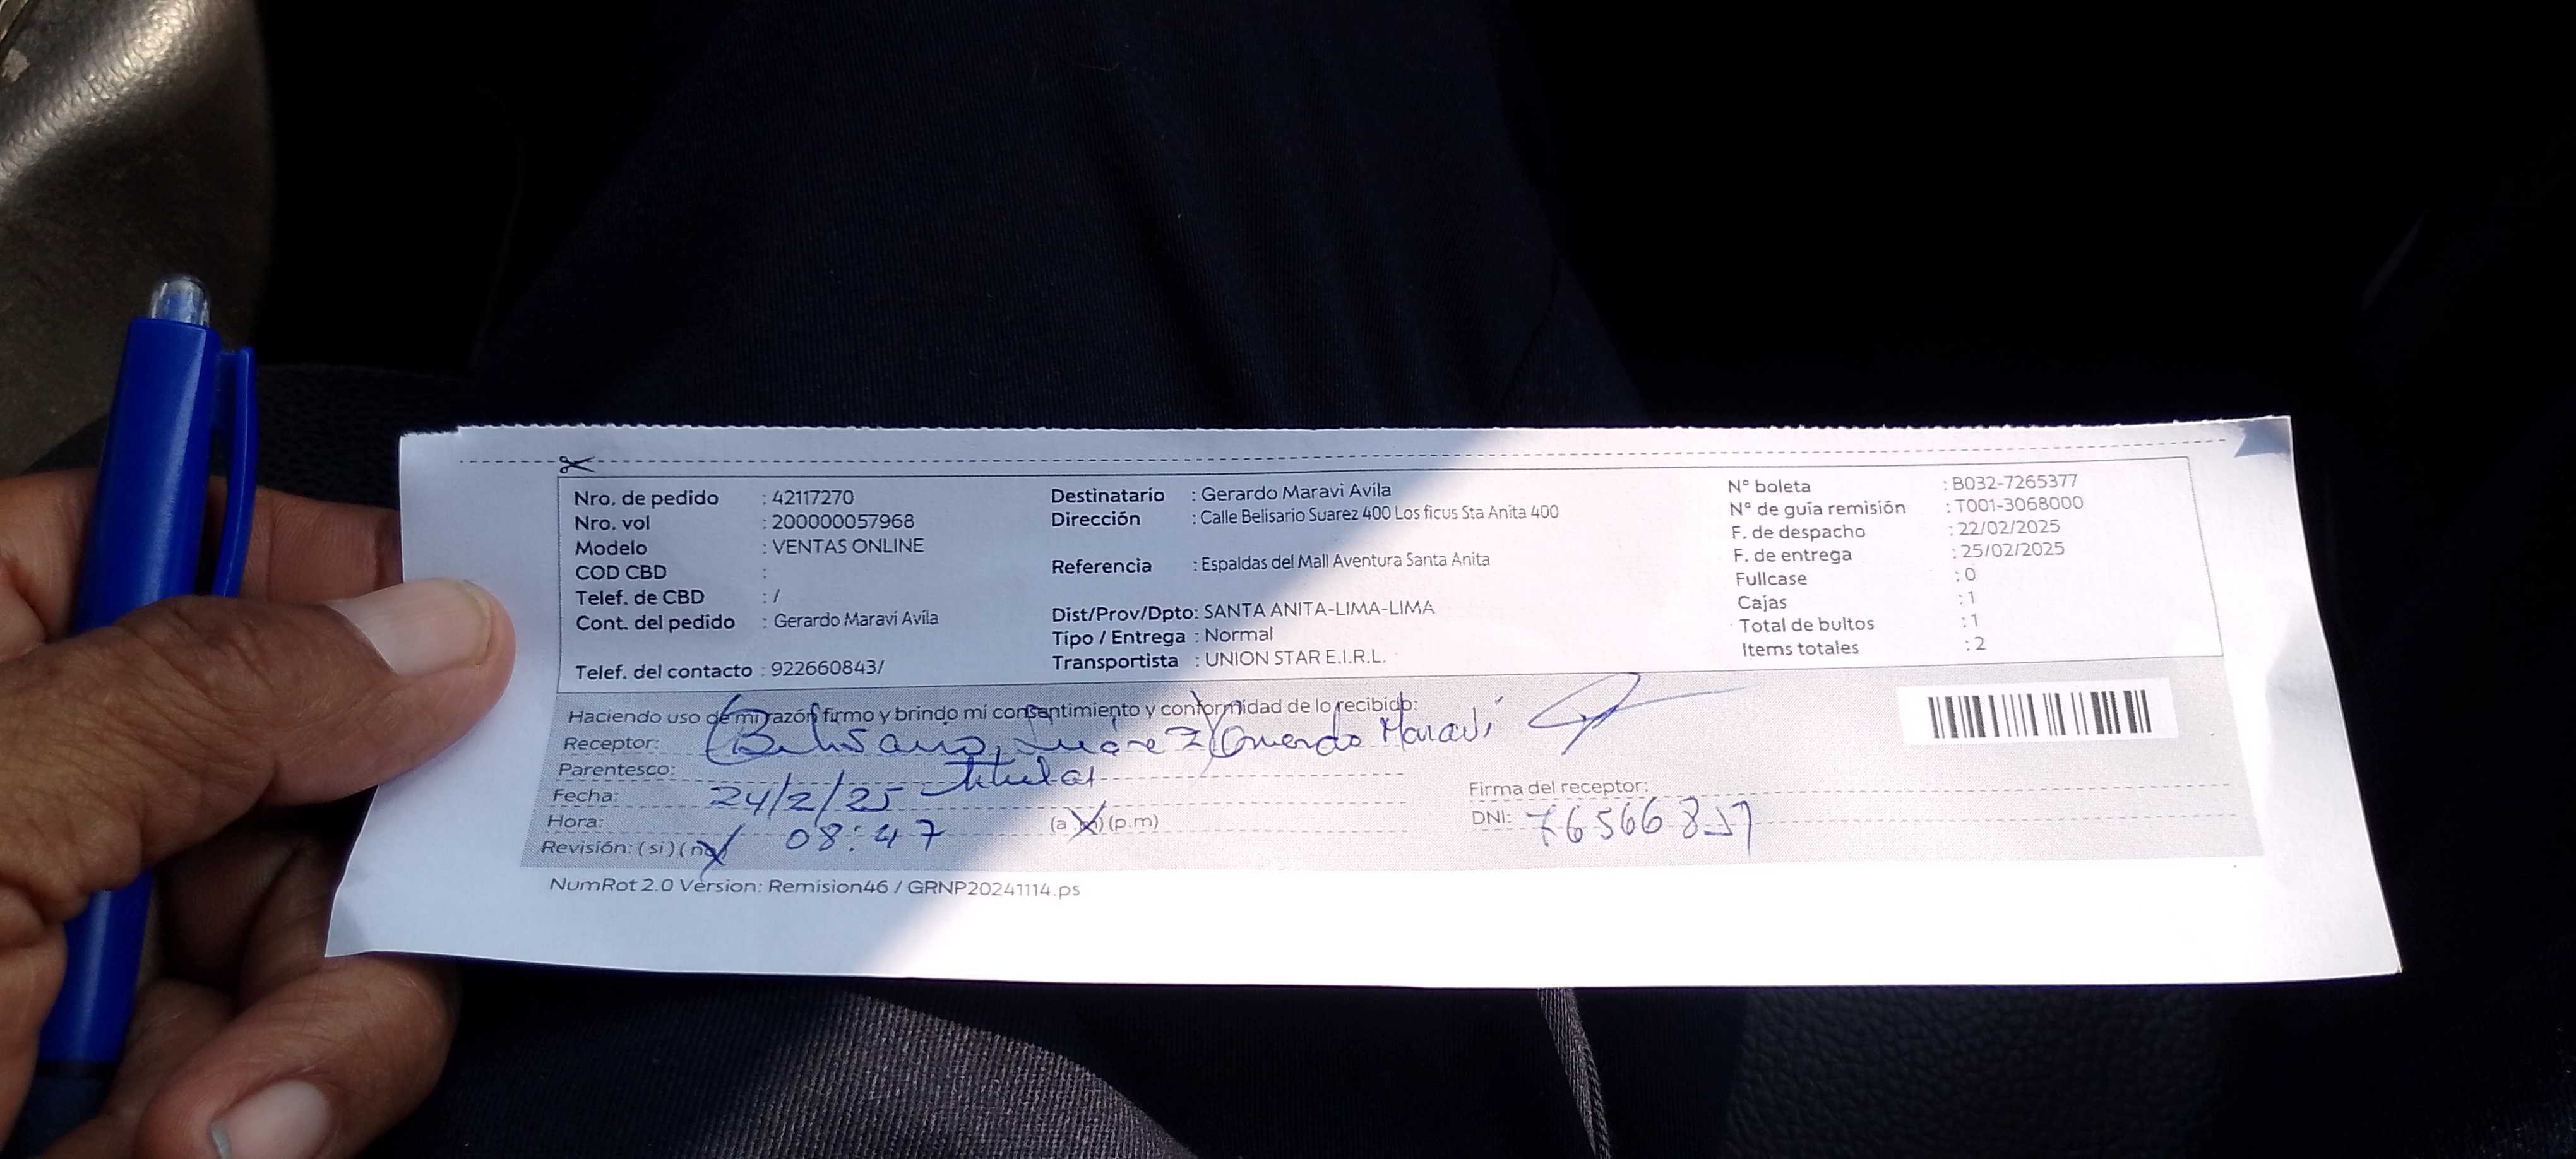 Nro. de pedido : 42117270
Nro. vol : 200000057968
Modelo : VENTAS ONLINE
COD CBD :
Telef. de CBD : /
Cont. del pedido : Gerardo Maravi Avila
Telef. del contacto : 922660843/
Destinatario : Gerardo Maravi Avila
Dirección : Calle Belisario Suarez 400 Los ficus Sta Anita 400
Referencia : Espaldas del Mall Aventura Santa Anita
Dist/Prov/Dpto: SANTA ANITA-LIMA-LIMA
Tipo / Entrega : Normal
Transportista : UNION STAR E.I.R.L.
N° boleta : B032-7265377
N° de guía remisión : T001-3068000
F. de despacho : 22/02/2025
F. de entrega : 25/02/2025
Fullcase : 0
Cajas : 1
Total de bultos : 1
Items totales : 2
Haciendo uso de mi razón firmo y brindo mi consentimiento y conformidad de lo recibido:
Receptor: Suárez) Maravi
Parentesco: titular
Fecha: 24/2/25
Hora: 08:47 (a.m) (p.m)
Revisión: (si) (no)
Firma del receptor:
DNI:
NumRot 2.0 Version: Remision46 / GRNP20241114.ps